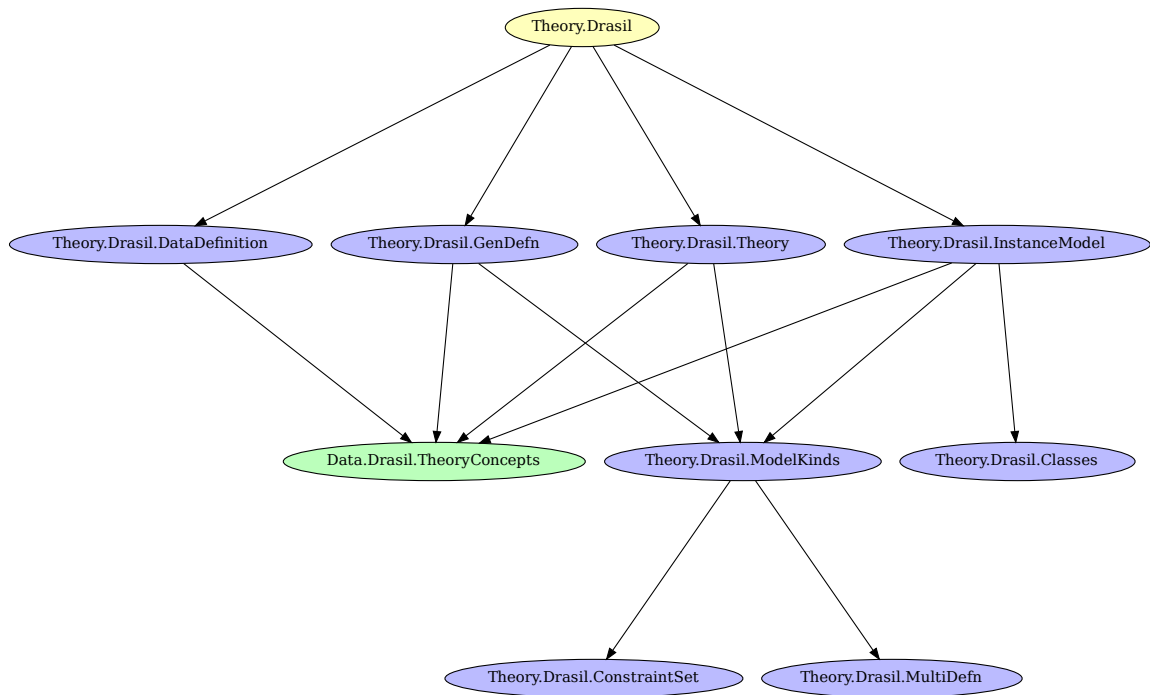 Theory.Drasil
Theory.Drasil.DataDefinition
Theory.Drasil.GenDefn
Theory.Drasil.Theory
Theory.Drasil.InstanceModel
Data.Drasil.TheoryConcepts
Theory.Drasil.ModelKinds
Theory.Drasil.Classes
Theory.Drasil.ConstraintSet
Theory.Drasil.MultiDefn